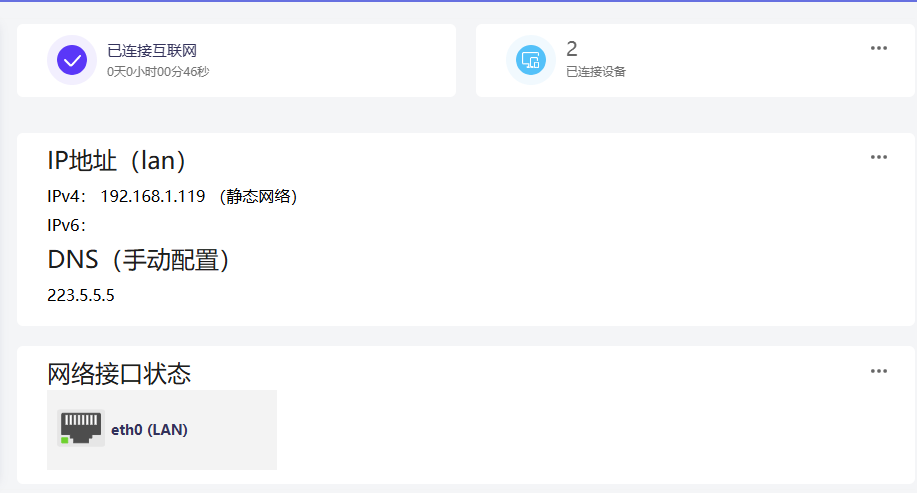 已连接互联网
0天0小时00分46秒
2
已连接设备
IP地址（lan）
IPv4： 192.168.1.119 （静态网络）
IPv6：
DNS（手动配置）
223.5.5.5
网络接口状态
eth0 (LAN)